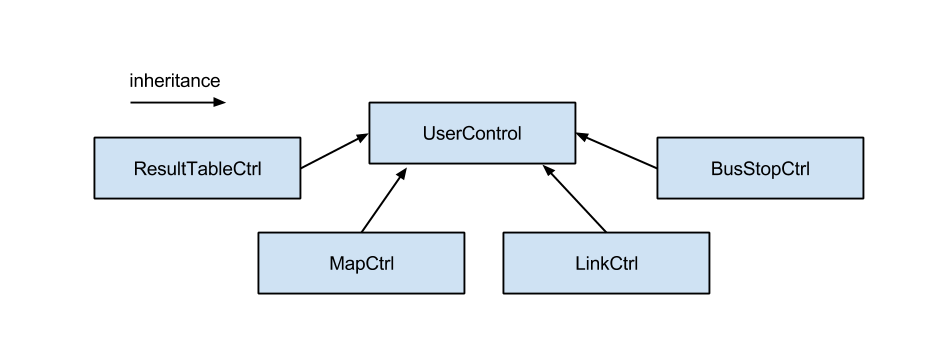 inheritance
UserControl
ResultTableCtrl
BusStopCtrl
MapCtrl
LinkCtrl